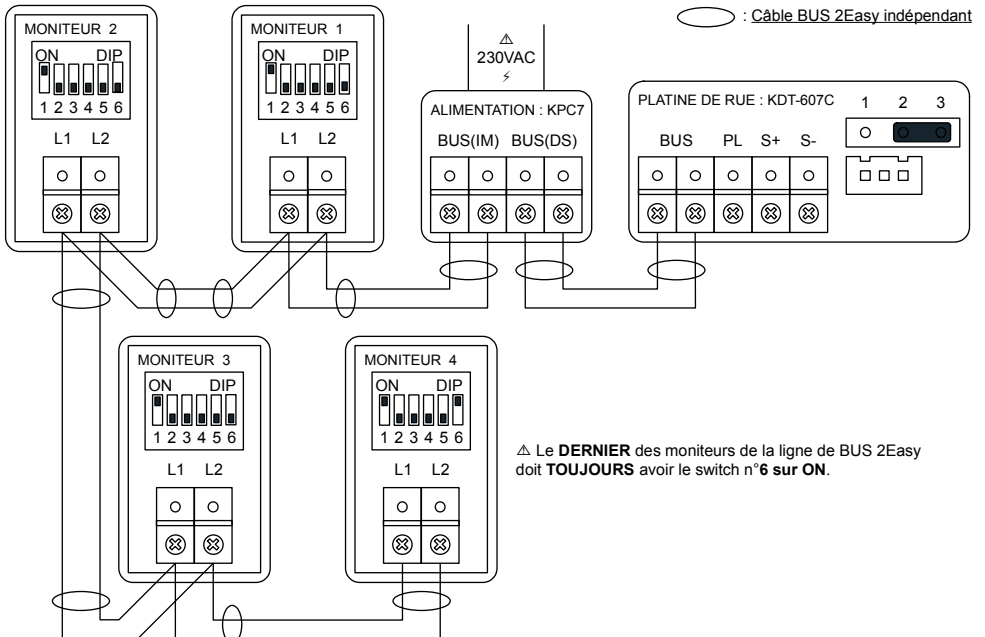 : Câble BUS 2Easy indépendant
MONITEUR 2
ON DIP
1 2 3 4 5 6
L1 L2
MONITEUR 1
ON DIP
1 2 3 4 5 6
L1 L2
⚠
230VAC
⚡
ALIMENTATION : KPC7
BUS(IM) BUS(DS)
PLATINE DE RUE : KDT-607C
1 2 3
BUS PL S+ S-
MONITEUR 3
ON DIP
1 2 3 4 5 6
L1 L2
MONITEUR 4
ON DIP
1 2 3 4 5 6
L1 L2
⚠ Le DERNIER des moniteurs de la ligne de BUS 2Easy
doit TOUJOURS avoir le switch n°6 sur ON.